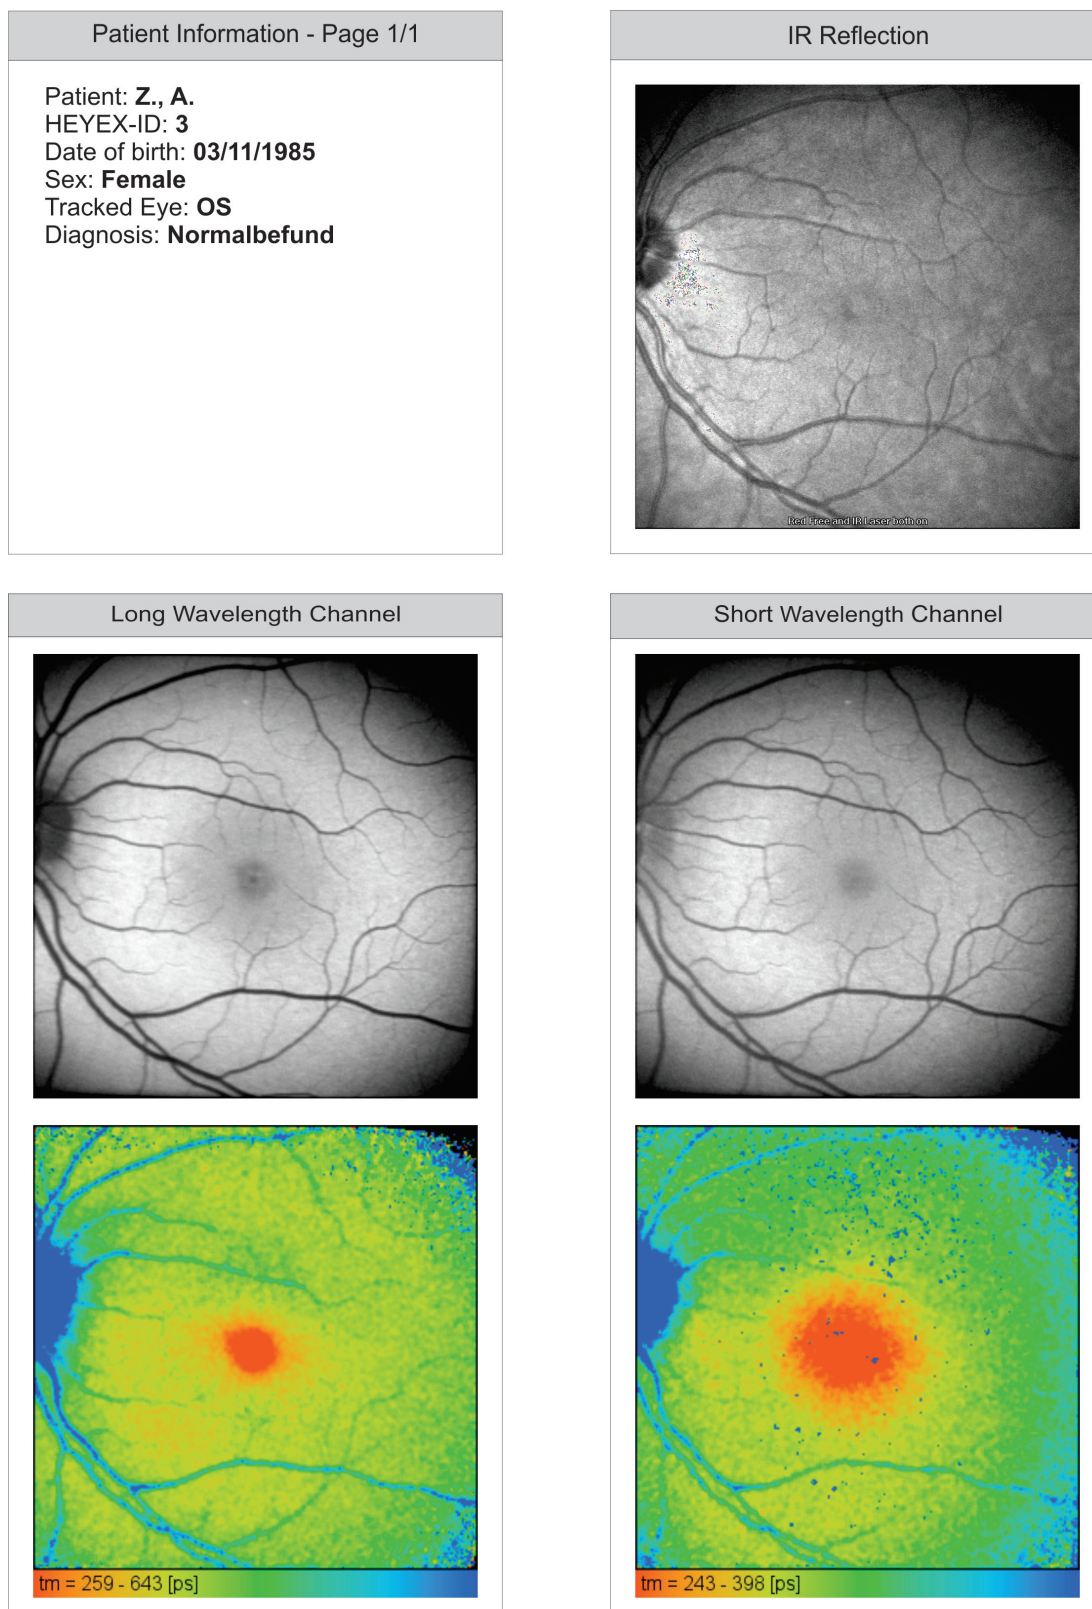 Patient Information - Page 1/1
Patient: Z., A.
HEYEX-ID: 3
Date of birth: 03/11/1985
Sex: Female
Tracked Eye: OS
Diagnosis: Normalbefund
IR Reflection
Red Free and IR Laser both on
Long Wavelength Channel
tm = 259 - 643 [ps]
Short Wavelength Channel
tm = 243 - 398 [ps]